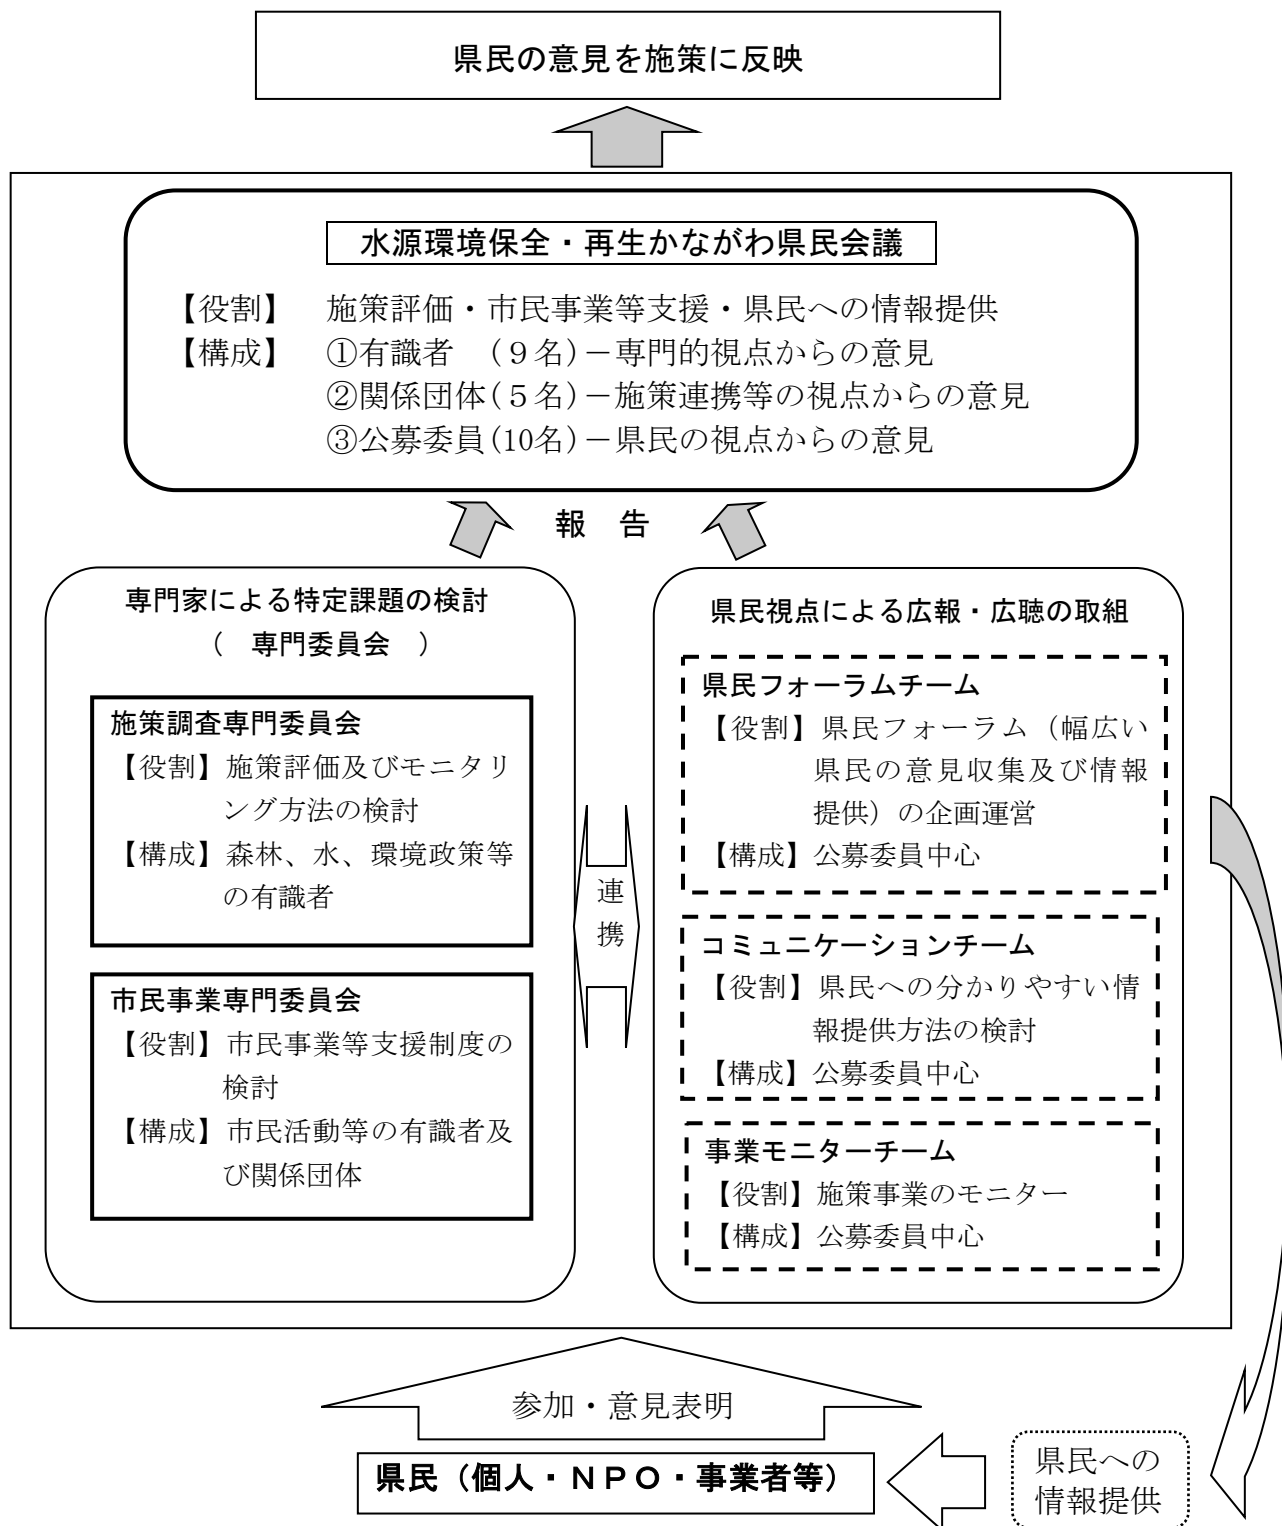 県民の意見を施策に反映
水源環境保全・再生かながわ県民会議
【役割】 施策評価・市民事業等支援・県民への情報提供
【構成】 ①有識者 (９名)－専門的視点からの意見
②関係団体(５名)－施策連携等の視点からの意見
③公募委員(10名)－県民の視点からの意見
報 告
専門家による特定課題の検討
( 専門委員会 )
施策調査専門委員会
【役割】施策評価及びモニタリ
ング方法の検討
【構成】森林、水、環境政策等
の有識者
市民事業専門委員会
【役割】市民事業等支援制度の
検討
【構成】市民活動等の有識者及
び関係団体
連
携
県民視点による広報・広聴の取組
県民フォーラムチーム
【役割】県民フォーラム（幅広い
県民の意見収集及び情報
提供）の企画運営
【構成】公募委員中心
コミュニケーションチーム
【役割】県民への分かりやすい情
報提供方法の検討
【構成】公募委員中心
事業モニターチーム
【役割】施策事業のモニター
【構成】公募委員中心
参加・意見表明
県民（個人・ＮＰＯ・事業者等）
県民への
情報提供